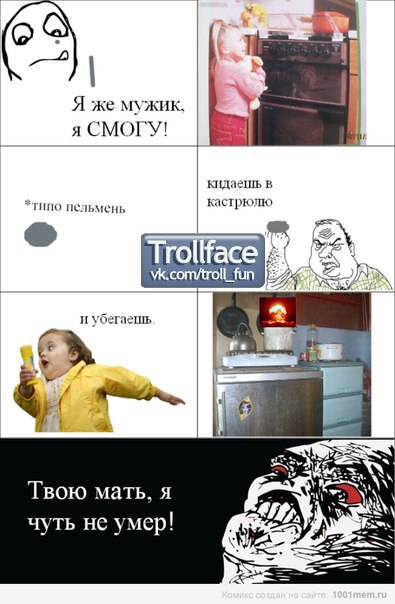 Я же мужик,
я СМОГУ!
*типо пельмень
кидаешь в
кастрюлю
Trollface
vk.com/troll_fun
и убегаешь.
Твою мать, я
чуть не умер!
Комикс создан на сайте: 1001mem.ru